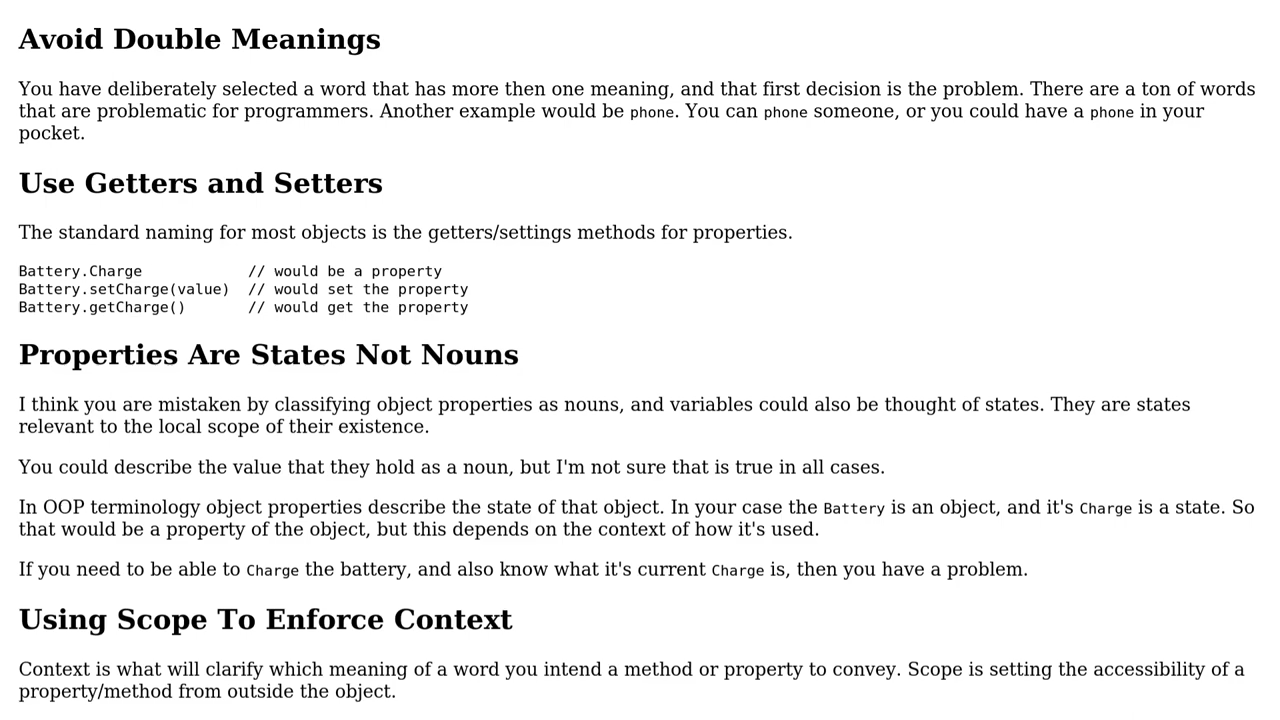 Avoid Double Meanings
You have deliberately selected a word that has more then one meaning, and that first decision is the problem. There are a ton of words
that are problematic for programmers. Another example would be phone. You can phone someone, or you could have a phone in your
pocket.
Use Getters and Setters
The standard naming for most objects is the getters/settings methods for properties.
Battery.Charge            // would be a property
Battery.setCharge(value)  // would set the property
Battery.getCharge()       // would get the property
Properties Are States Not Nouns
I think you are mistaken by classifying object properties as nouns, and variables could also be thought of states. They are states
relevant to the local scope of their existence.
You could describe the value that they hold as a noun, but I'm not sure that is true in all cases.
In OOP terminology object properties describe the state of that object. In your case the Battery is an object, and it's Charge is a state. So
that would be a property of the object, but this depends on the context of how it's used.
If you need to be able to Charge the battery, and also know what it's current Charge is, then you have a problem.
Using Scope To Enforce Context
Context is what will clarify which meaning of a word you intend a method or property to convey. Scope is setting the accessibility of a
property/method from outside the object.